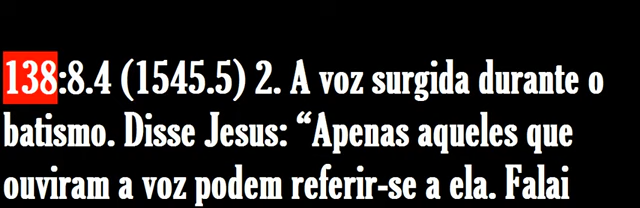 138:8.4 (1545.5) 2. A voz surgida durante o
batismo. Disse Jesus: “Apenas aqueles que
ouviram a voz podem referir-se a ela. Falai